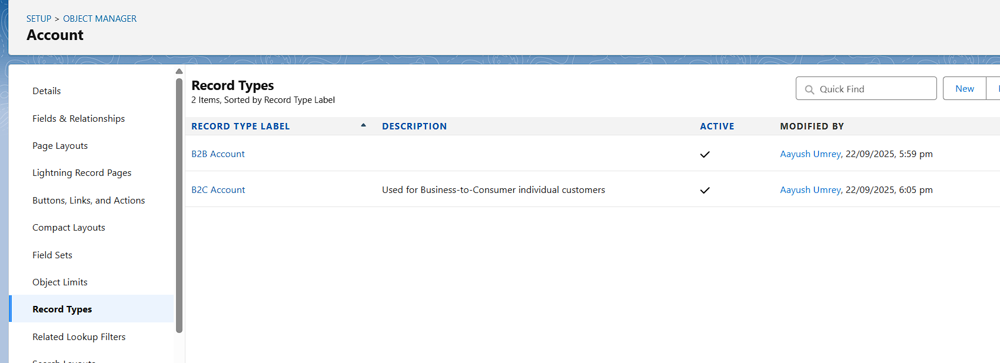 SETUP > OBJECT MANAGER
Account
Details
Fields & Relationships
Page Layouts
Lightning Record Pages
Buttons, Links, and Actions
Compact Layouts
Field Sets
Object Limits
Record Types
Related Lookup Filters
Record Types
2 Items, Sorted by Record Type Label
Quick Find
New
RECORD TYPE LABEL DESCRIPTION ACTIVE MODIFIED BY
B2B Account Aayush Umrey, 22/09/2025, 5:59 pm
B2C Account Used for Business-to-Consumer individual customers Aayush Umrey, 22/09/2025, 6:05 pm